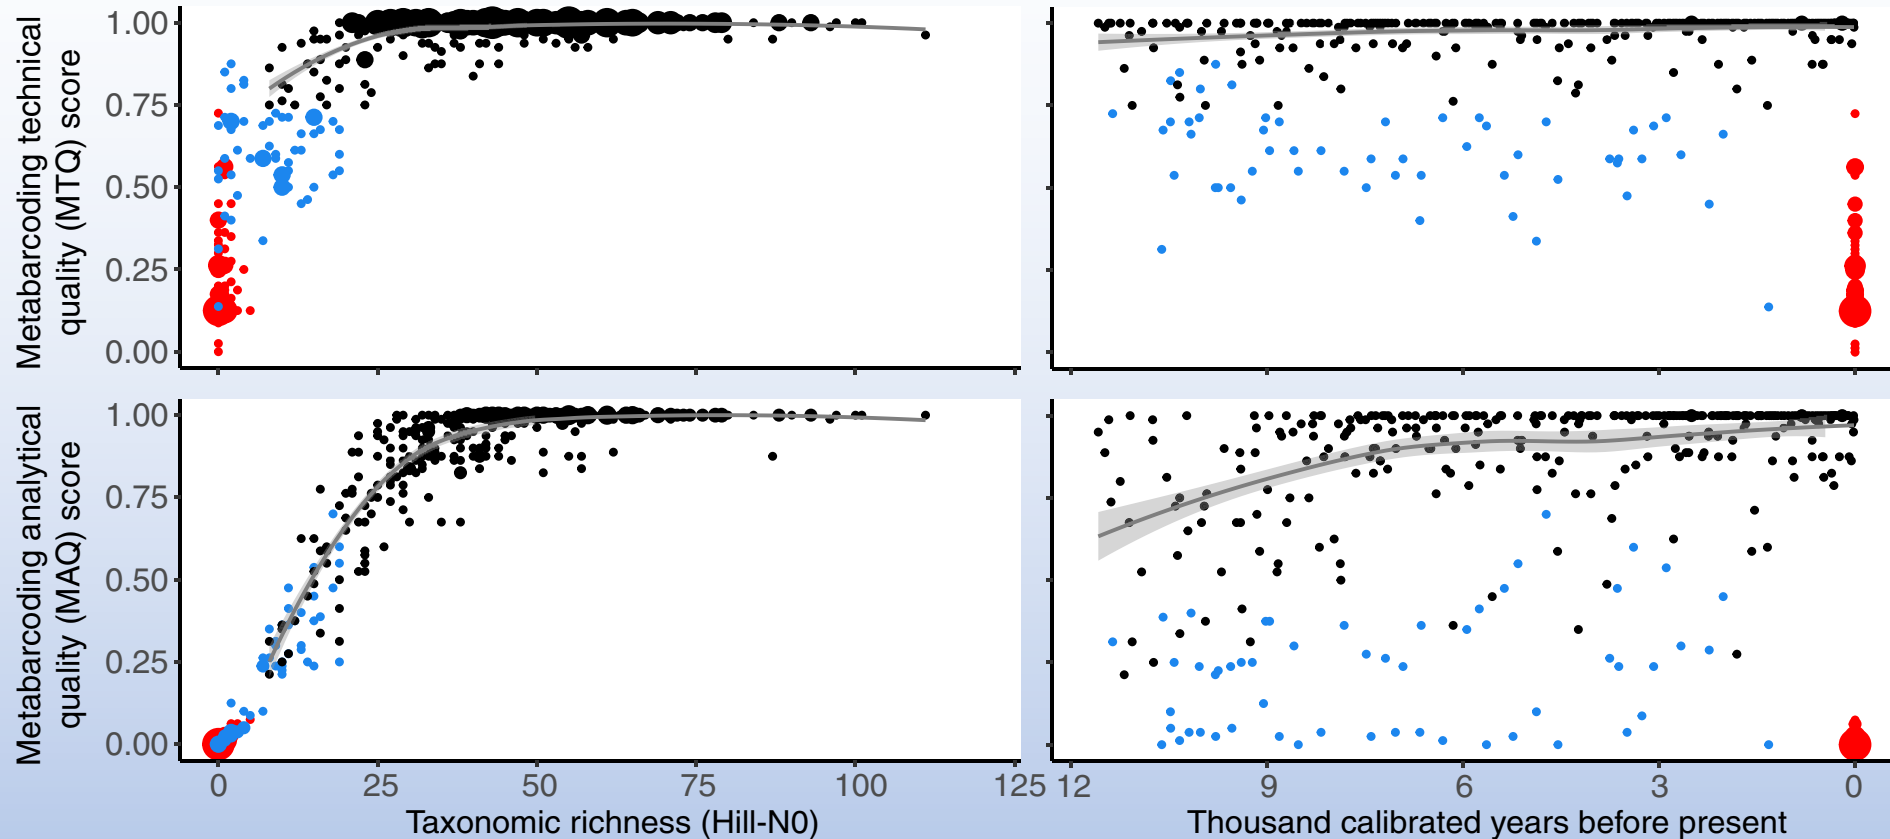 Metabarcoding technical
quality (MTQ) score
1.00
0.75
0.50
0.25
0.00
Metabarcoding analytical
quality (MAQ) score
1.00
0.75
0.50
0.25
0.00
0 25 50 75 100 125
12 9 6 3 0
Taxonomic richness (Hill-N0)
Thousand calibrated years before present